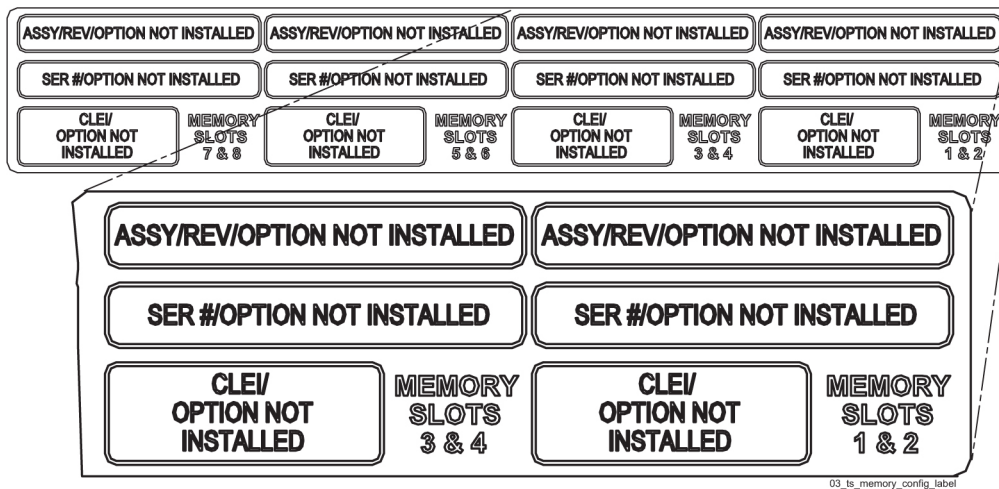 ASSY/REV/OPTION NOT INSTALLED ASSY/REV/OPTION NOT INSTALLED ASSY/REV/OPTION NOT INSTALLED ASSY/REV/OPTION NOT INSTALLED
SER #/OPTION NOT INSTALLED SER #/OPTION NOT INSTALLED SER #/OPTION NOT INSTALLED SER #/OPTION NOT INSTALLED
CLEI/
OPTION NOT
INSTALLED
MEMORY
SLOTS
7 & 8
CLEI/
OPTION NOT
INSTALLED
MEMORY
SLOTS
5 & 6
CLEI/
OPTION NOT
INSTALLED
MEMORY
SLOTS
3 & 4
CLEI/
OPTION NOT
INSTALLED
MEMORY
SLOTS
1 & 2
ASSY/REV/OPTION NOT INSTALLED ASSY/REV/OPTION NOT INSTALLED
SER #/OPTION NOT INSTALLED SER #/OPTION NOT INSTALLED
CLEI/
OPTION NOT
INSTALLED
MEMORY
SLOTS
3 & 4
CLEI/
OPTION NOT
INSTALLED
MEMORY
SLOTS
1 & 2
03_ts_memory_config_label